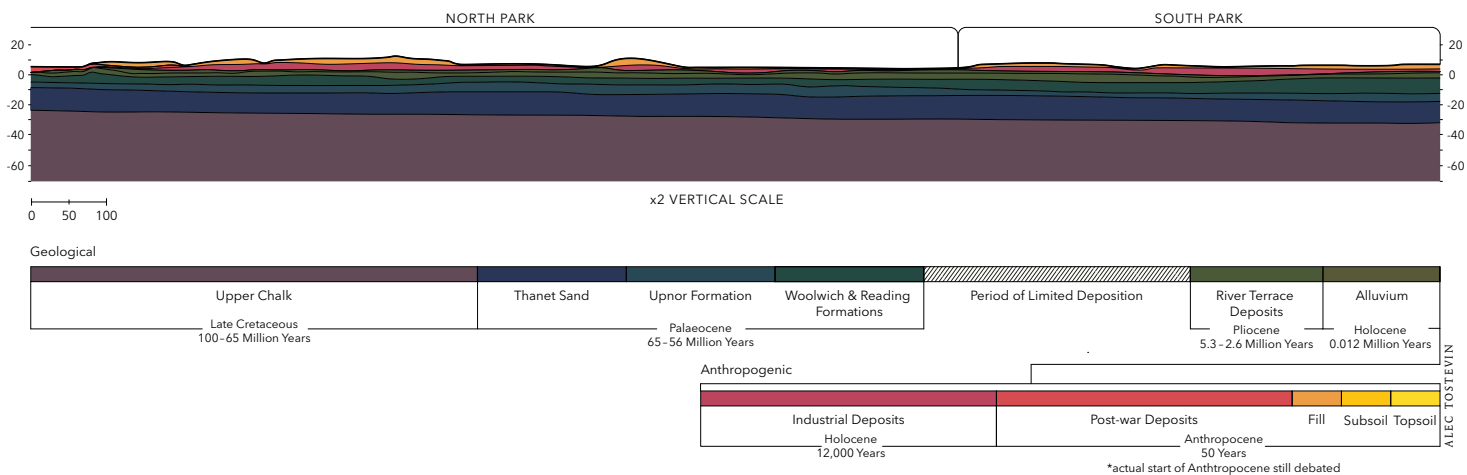 NORTH PARK
SOUTH PARK
20
0
-20
-40
-60
20
0
-20
-40
-60
x2 VERTICAL SCALE
0 50 100
Geological
Upper Chalk
Thanet Sand
Upnor Formation
Woolwich & Reading
Formations
Period of Limited Deposition
River Terrace
Deposits
Alluvium
Late Cretaceous
100-65 Million Years
Palaeocene
65-56 Million Years
Pliocene
5.3-2.6 Million Years
Holocene
0.012 Million Years
Anthropogenic
Industrial Deposits
Post-war Deposits
Fill
Subsoil
Topsoil
Holocene
12,000 Years
Anthropocene
50 Years
*actual start of Anthtropocene still debated
ALEC TOSTEVIN